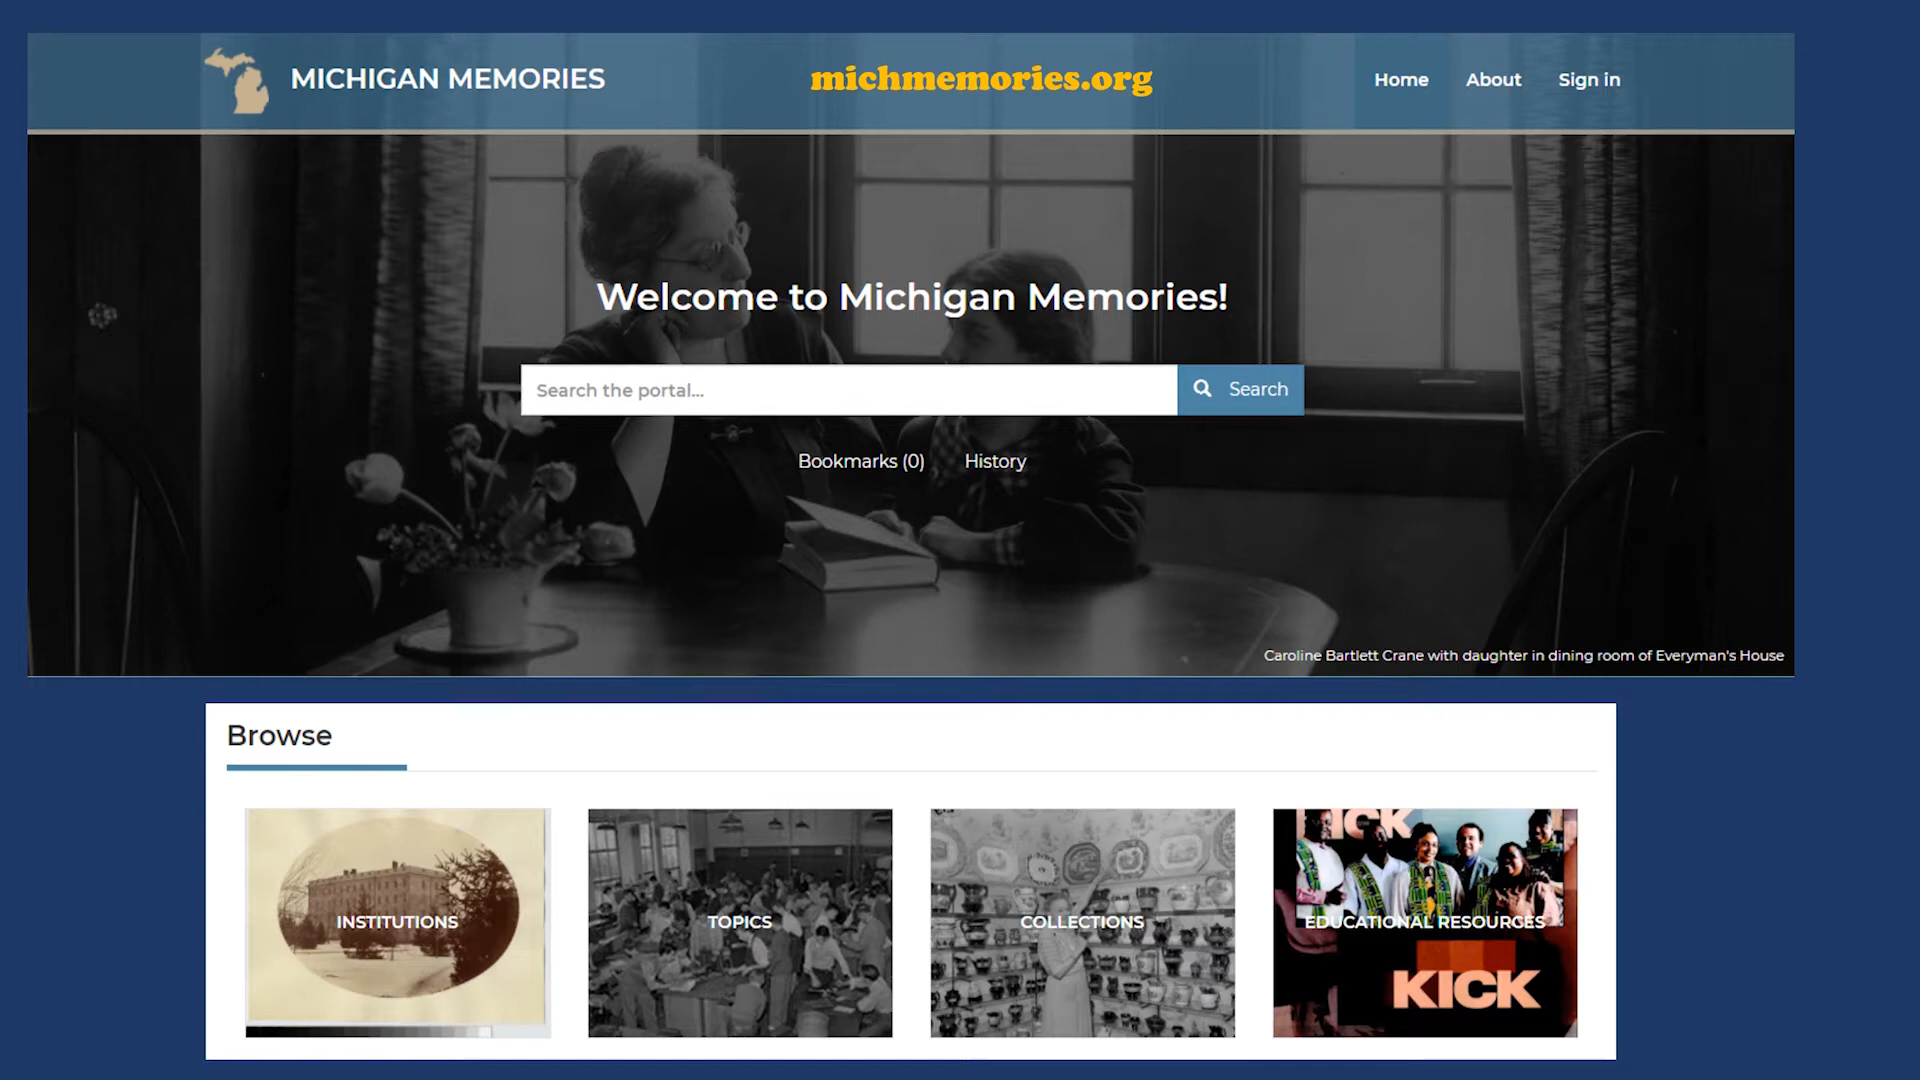 MICHIGAN MEMORIES
michmemories.org
Home About Sign in
Welcome to Michigan Memories!
Search the portal...
Search
Bookmarks (0) History
Caroline Bartlett Crane with daughter in dining room of Everyman's House
Browse
KICK
INSTITUTIONS
TOPICS
COLLECTIONS
EDUCATIONAL RESOURCES
KICK